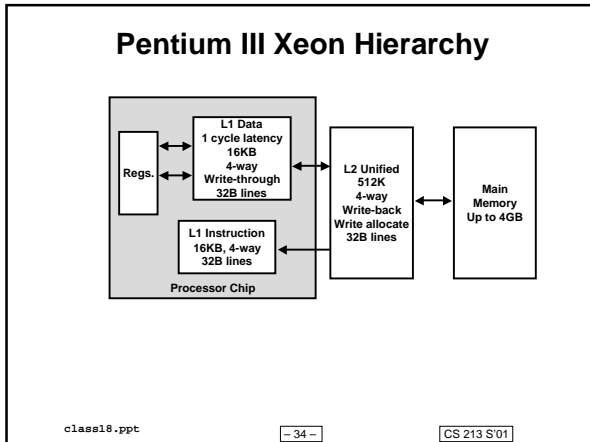 Pentium III Xeon Hierarchy
Regs.
L1 Data
1 cycle latency
16KB
4-way
Write-through
32B lines
L1 Instruction
16KB, 4-way
32B lines
Processor Chip
L2 Unified
512K
4-way
Write-back
Write allocate
32B lines
Main
Memory
Up to 4GB
class18.ppt
– 34 –
CS 213 S'01